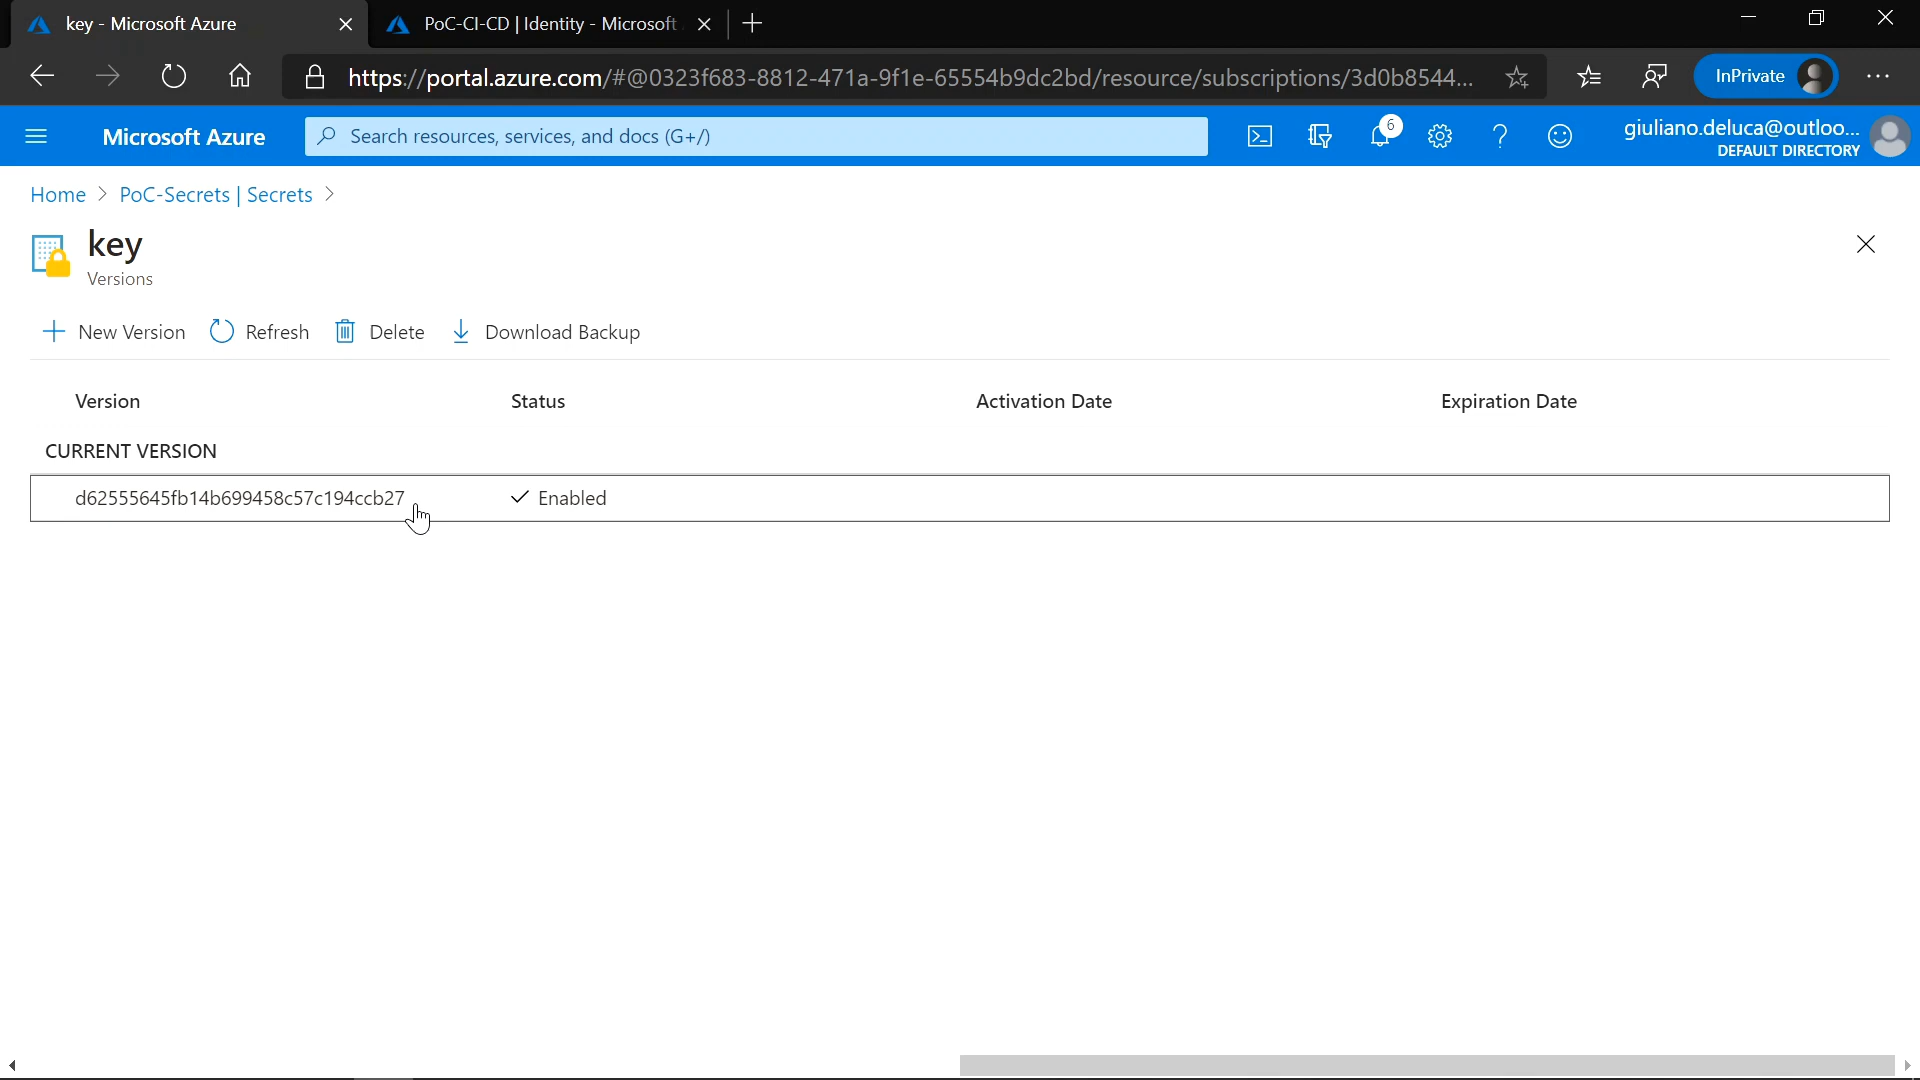 key - Microsoft Azure
PoC-CI-CD | Identity - Microsoft
https://portal.azure.com/#@0323f683-8812-471a-9f1e-65554b9dc2bd/resource/subscriptions/3d0b8544...
InPrivate
Microsoft Azure
Search resources, services, and docs (G+/)
6
giuliano.deluca@outloo...
DEFAULT DIRECTORY
Home > PoC-Secrets | Secrets >
key
Versions
New Version
Refresh
Delete
Download Backup
Version
Status
Activation Date
Expiration Date
CURRENT VERSION
d62555645fb14b699458c57c194ccb27
Enabled